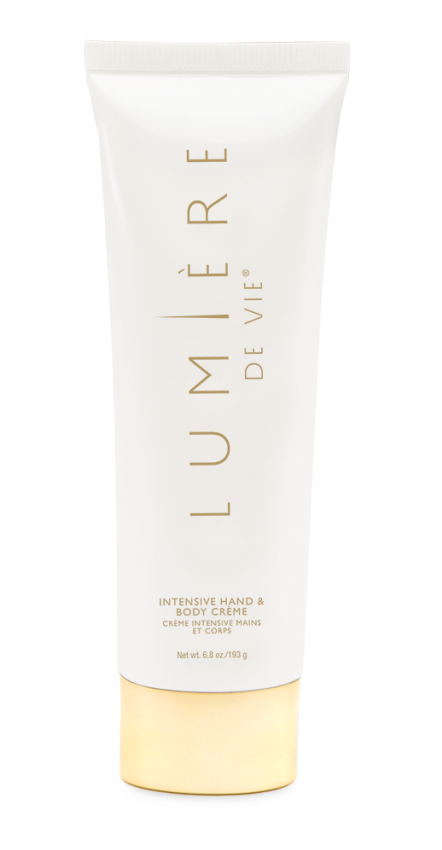 LUMIÈRE
DE VIE®
INTENSIVE HAND &
BODY CRÈME
CRÈME INTENSIVE MAINS
ET CORPS
Net wt. 6.8 oz./193 g